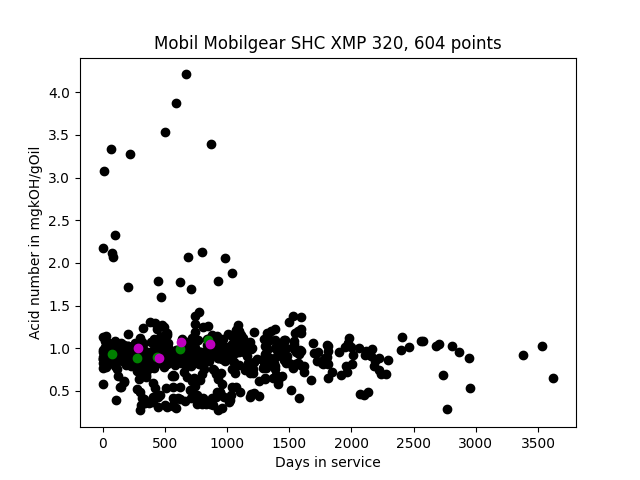 Mobil Mobilgear SHC XMP 320, 604 points
Acid number in mgkOH/gOil
4.0
3.5
3.0
2.5
2.0
1.5
1.0
0.5
0 500 1000 1500 2000 2500 3000 3500
Days in service